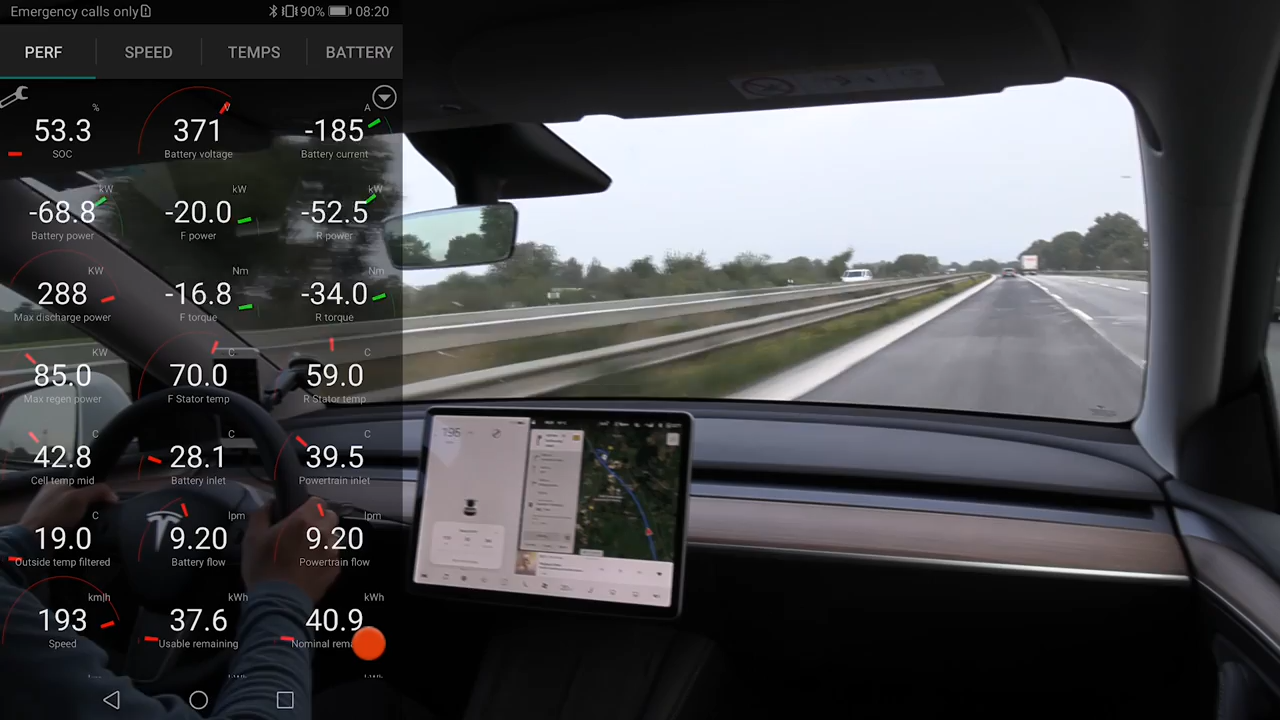 Emergency calls only 90% 08:20
PERF SPEED TEMPS BATTERY
% V A
53.3 371 -185
SOC Battery voltage Battery current
kW kW kW
-68.8 -20.0 -52.5
Battery power F power R power
KW Nm Nm
288 -16.8 -34.0
Max discharge power F torque R torque
KW C C
85.0 70.0 59.0
Max regen power F Stator temp R Stator temp
C C C
42.8 28.1 39.5
Cell temp mid Battery inlet Powertrain inlet
C lpm lpm
19.0 9.20 9.20
Outside temp filtered Battery flow Powertrain flow
km|h kWh kWh
193 37.6 40.9
Speed Usable remaining Nominal rema
195